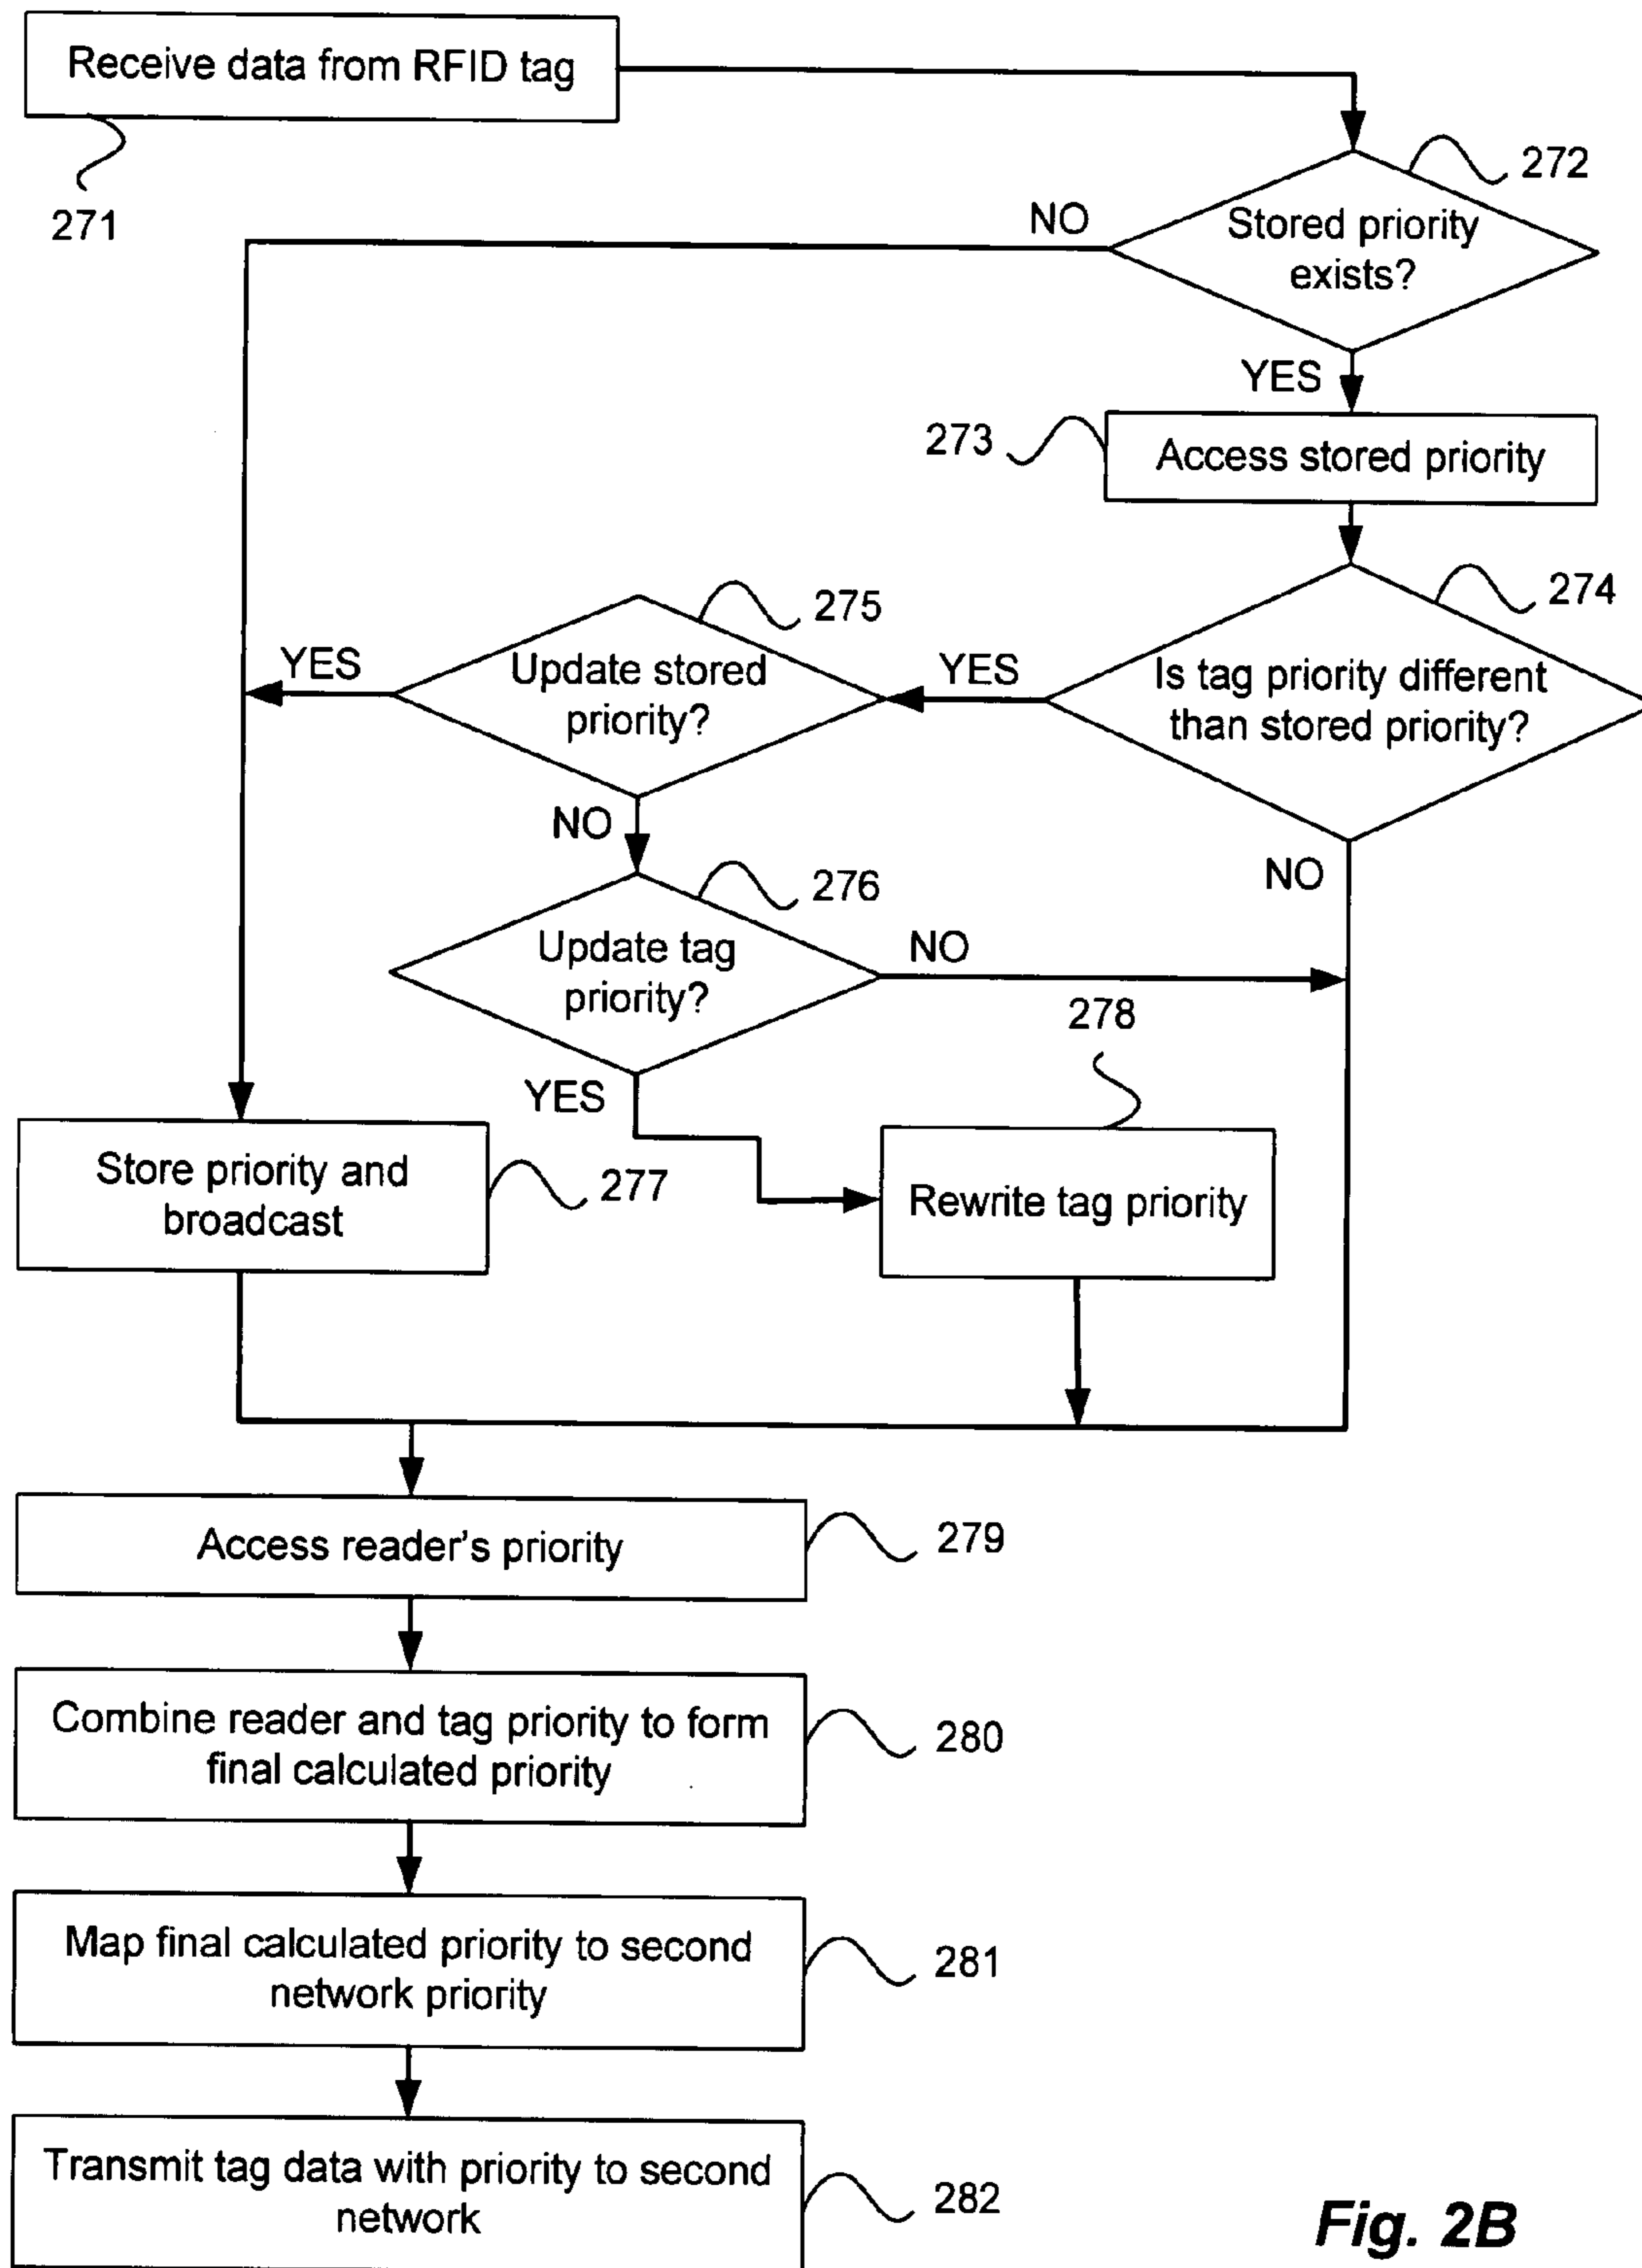 Receive data from RFID tag
271
272
NO
Stored priority
exists?
YES
273
Access stored priority
274
275
YES
Update stored
priority?
YES
Is tag priority different
than stored priority?
NO
276
NO
Update tag
priority?
NO
278
YES
Store priority and
broadcast
277
Rewrite tag priority
Access reader's priority
279
Combine reader and tag priority to form
final calculated priority
280
Map final calculated priority to second
network priority
281
Transmit tag data with priority to second
network
282
Fig. 2B